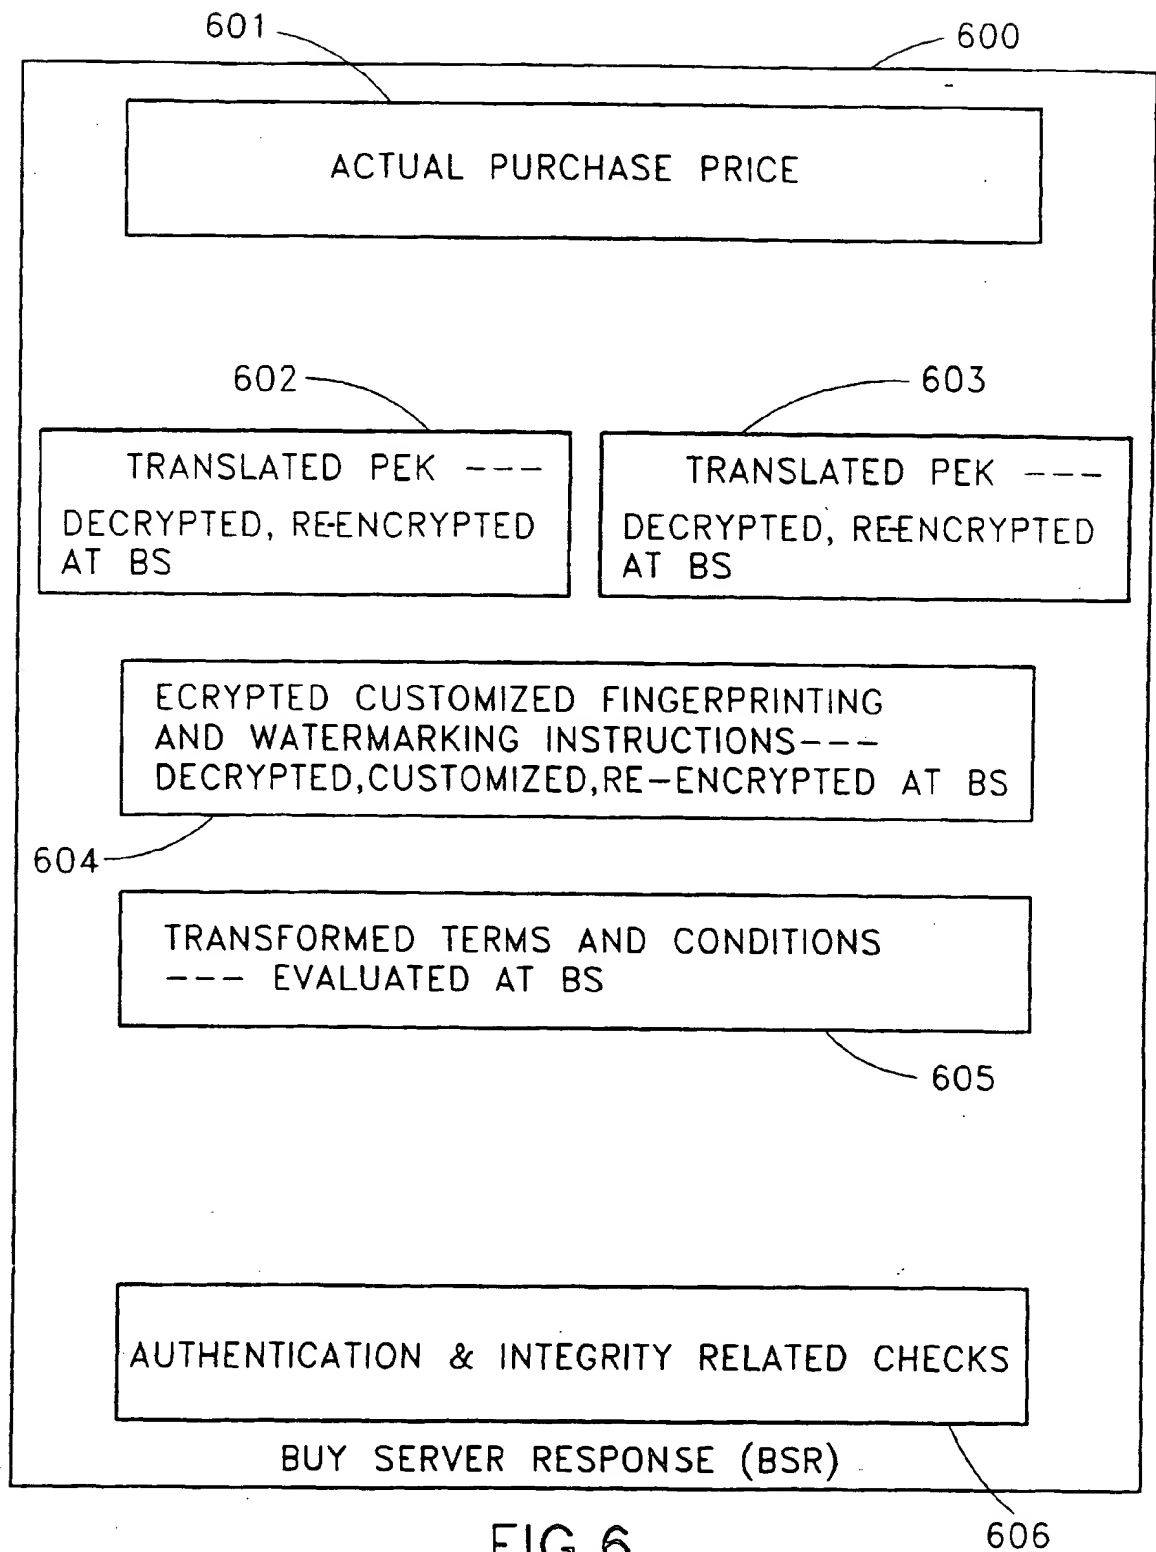 601
600
ACTUAL PURCHASE PRICE
602
603
TRANSLATED PEK ---
DECRYPTED, RE-ENCRYPTED
AT BS
TRANSLATED PEK ---
DECRYPTED, RE-ENCRYPTED
AT BS
ECRYPTED CUSTOMIZED FINGERPRINTING
AND WATERMARKING INSTRUCTIONS---
DECRYPTED,CUSTOMIZED,RE-ENCRYPTED AT BS
604
TRANSFORMED TERMS AND CONDITIONS
--- EVALUATED AT BS
605
AUTHENTICATION & INTEGRITY RELATED CHECKS
BUY SERVER RESPONSE (BSR)
606
FIG.6